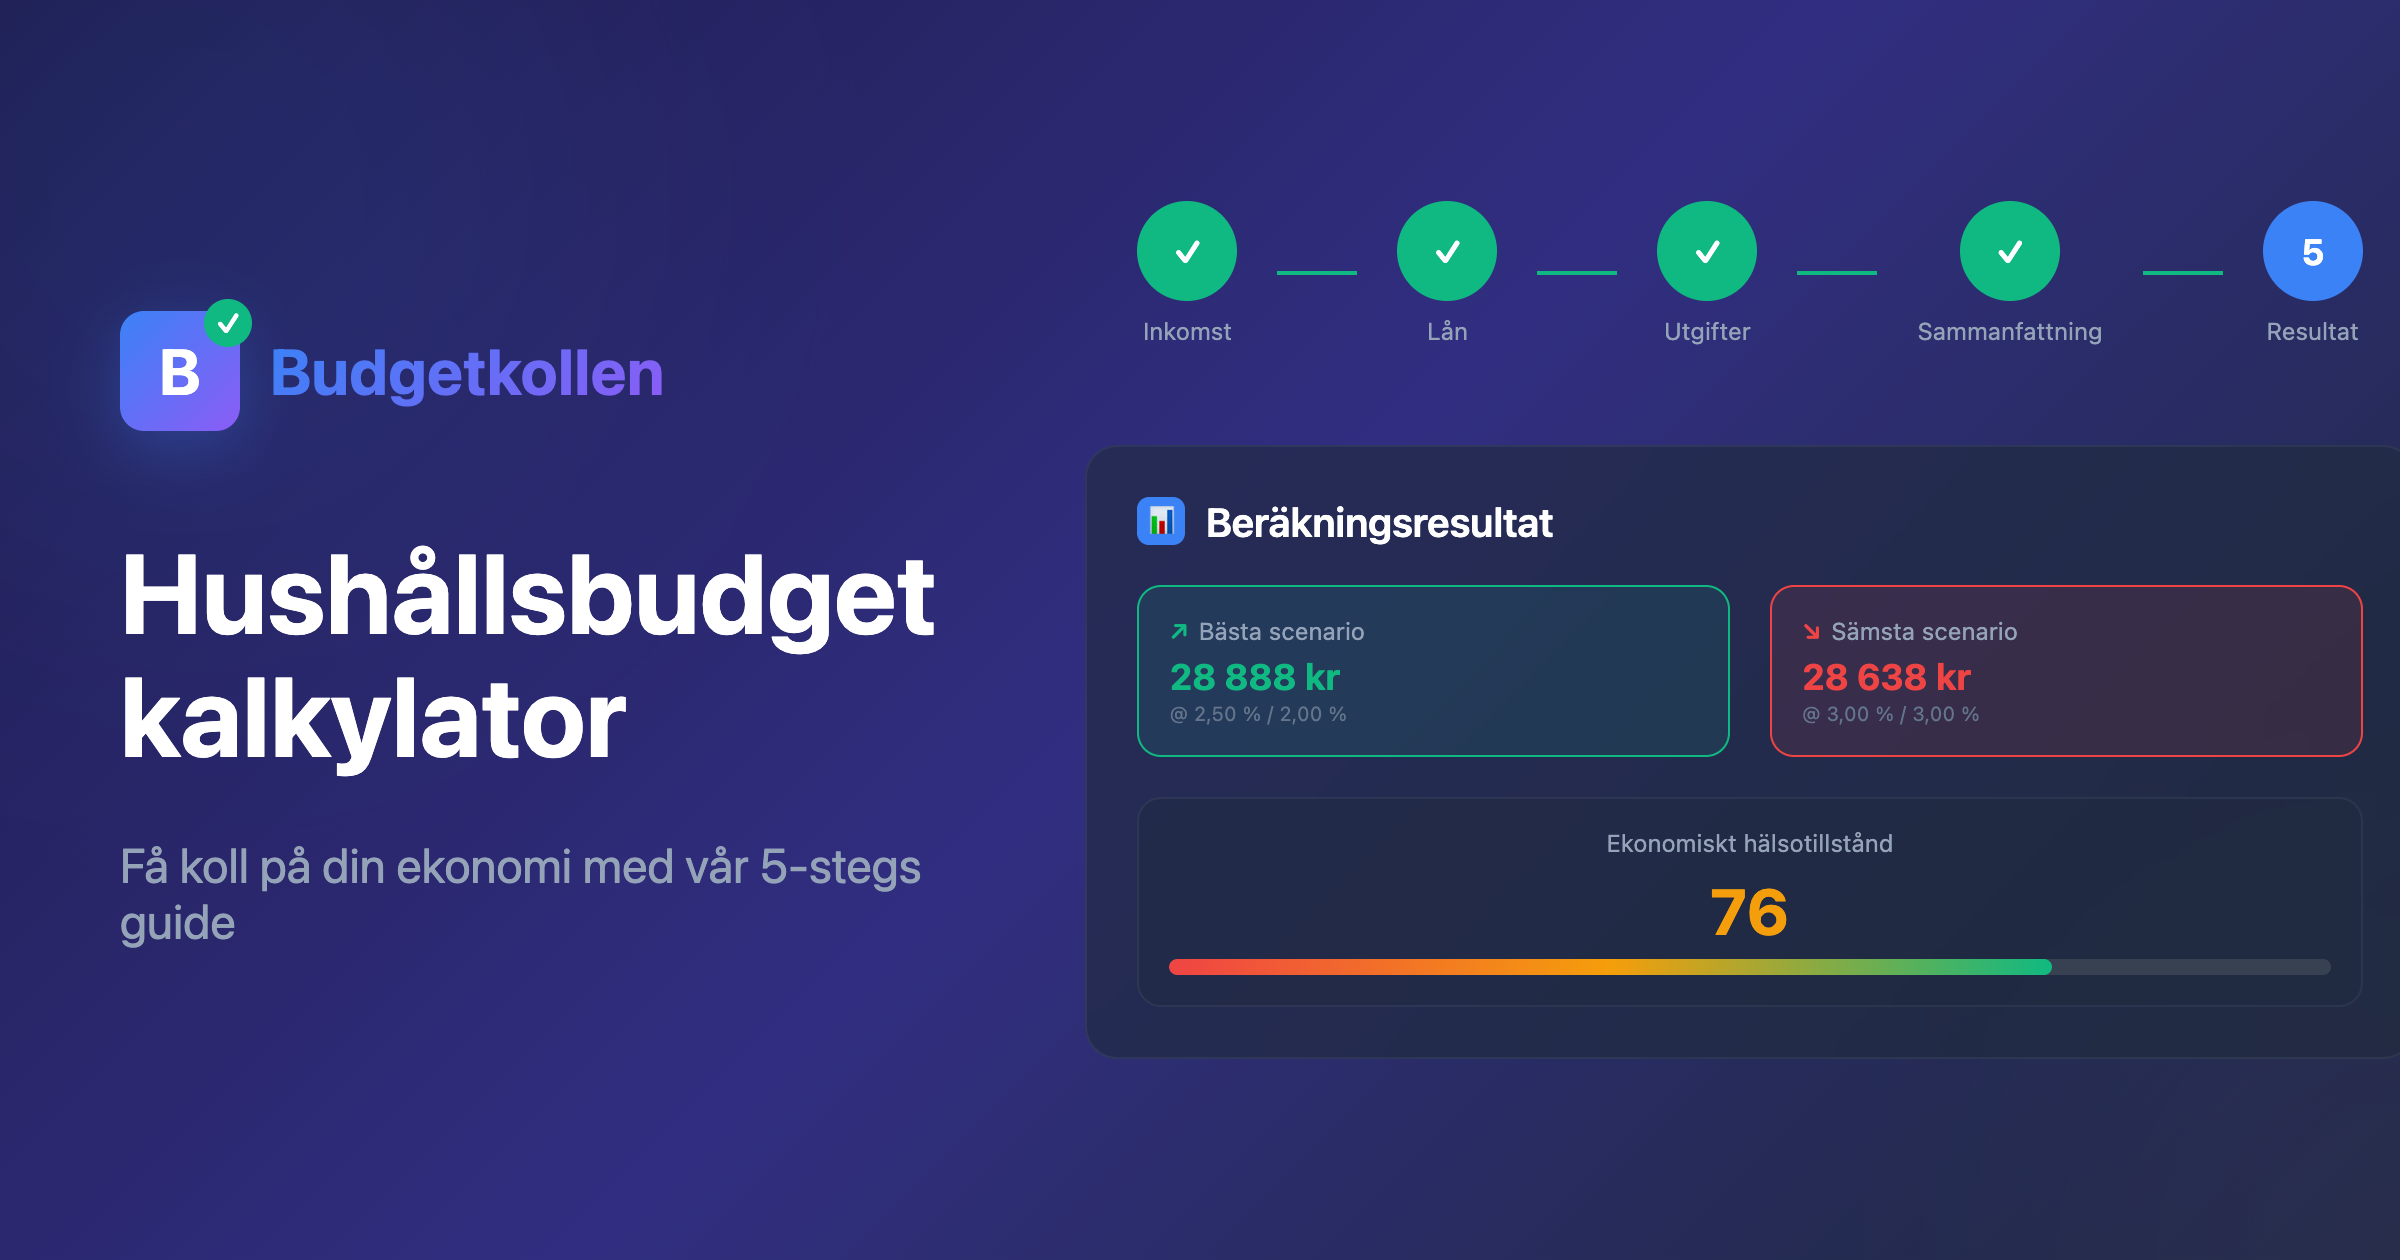 B
Budgetkollen
Hushållsbudget
kalkylator
Få koll på din ekonomi med vår 5-stegs
guide
5
Inkomst
Lån
Utgifter
Sammanfattning
Resultat
Beräkningsresultat
Bästa scenario
28 888 kr
@ 2,50 % / 2,00 %
Sämsta scenario
28 638 kr
@ 3,00 % / 3,00 %
Ekonomiskt hälsotillstånd
76